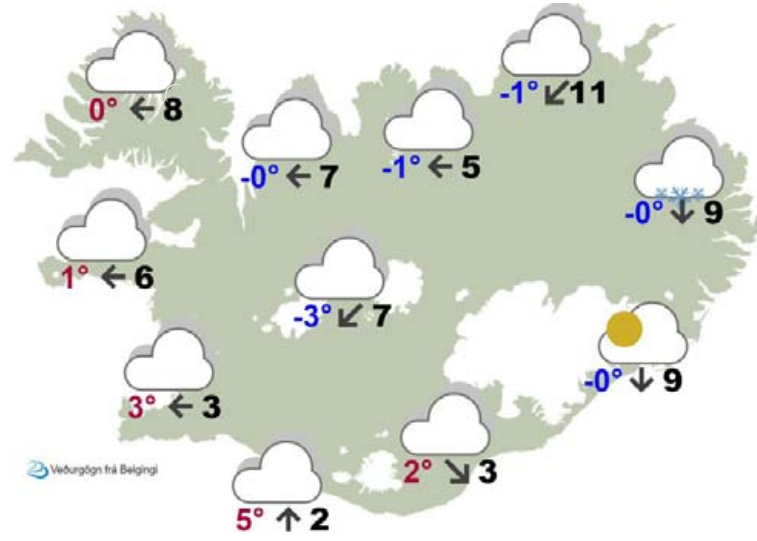 -1° ↙ 11
0° ← 8
-1° ← 5
-0° ← 7
-0° ↓ 9
1° ← 6
-3° ↙ 7
-0° ↓ 9
3° ← 3
2° ↘ 3
Veðurgögn frá Belgingi
5° ↑ 2